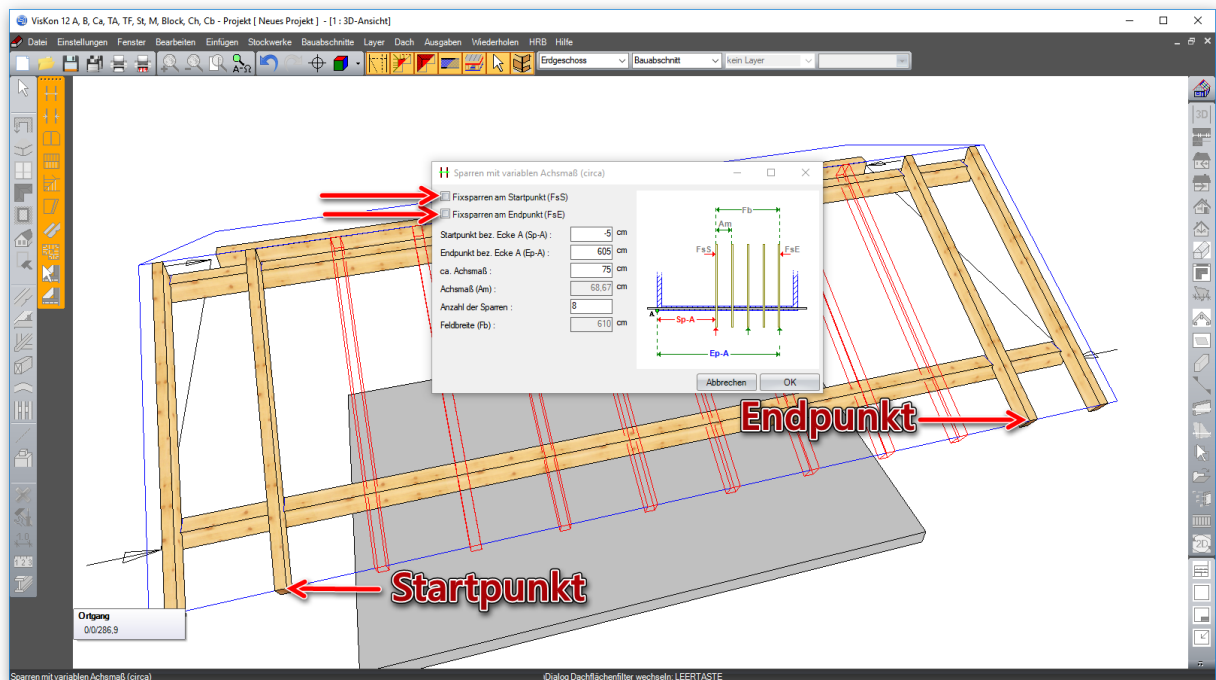 VisKon 12 A, B, Ca, TA, TF, St, M, Block, Ch, Cb - Projekt [ Neues Projekt ] - [1 : 3D-Ansicht]
Datei Einstellungen Fenster Bearbeiten Einfügen Stockwerke Bauabschnitte Layer Dach Ausgaben Wiederholen HRB Hilfe
A-Ω Erdgeschoss Bauabschnitt kein Layer
3D
Sparren mit variablen Achsmaß (circa)
Fixsparren am Startpunkt (FsS)
Fixsparren am Endpunkt (FsE)
Startpunkt bez. Ecke A (Sp-A) : -5 cm
Endpunkt bez. Ecke A (Ep-A) : 605 cm
ca. Achsmaß : 75 cm
Achsmaß (Am) : 68,67 cm
Anzahl der Sparren : 8
Feldbreite (Fb) : 610 cm
Fb
Am
FsS
FsE
A
Sp-A
Ep-A
Abbrechen OK
Endpunkt
2D
1 2 3
Startpunkt
Ortgang
0/0/286,9
Sparren mit variablen Achsmaß (circa)
(Dialog Dachflächenfilter wechseln: LEERTASTE